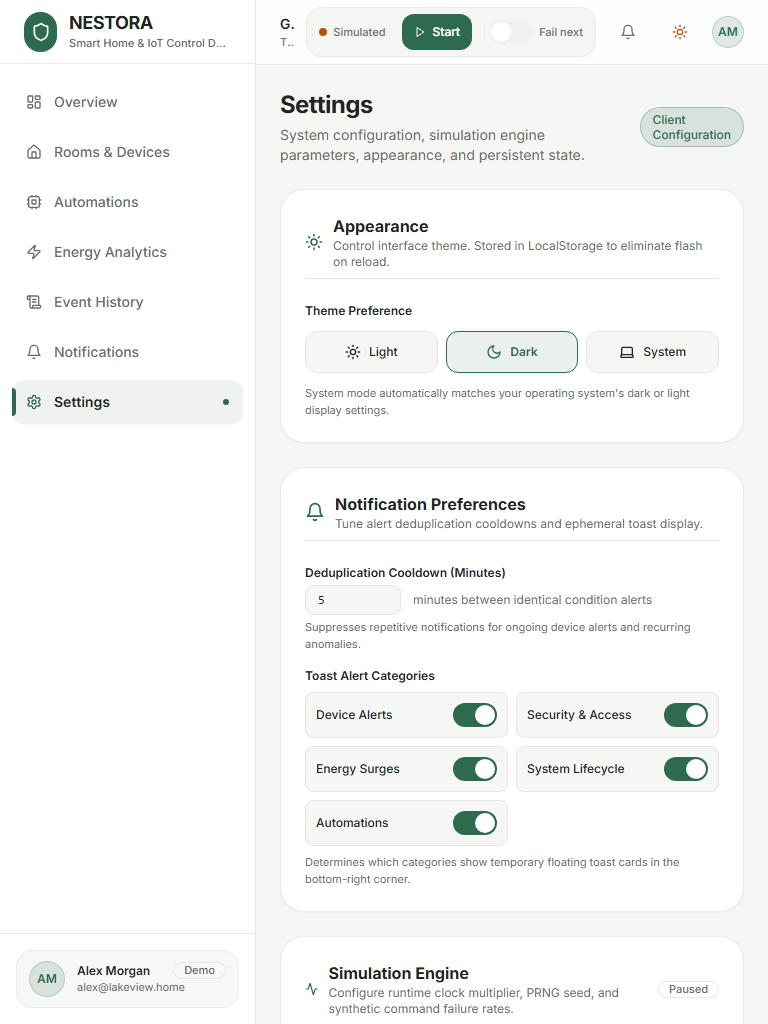 NESTORA
Smart Home & IoT Control D...
Overview
Rooms & Devices
Automations
Energy Analytics
Event History
Notifications
Settings
AM
Alex Morgan
Demo
alex@lakeview.home
G.
T..
Simulated
Start
Fail next
AM
Settings
System configuration, simulation engine
parameters, appearance, and persistent state.
Client
Configuration
Appearance
Control interface theme. Stored in LocalStorage to eliminate flash
on reload.
Theme Preference
Light
Dark
System
System mode automatically matches your operating system's dark or light
display settings.
Notification Preferences
Tune alert deduplication cooldowns and ephemeral toast display.
Deduplication Cooldown (Minutes)
5
minutes between identical condition alerts
Suppresses repetitive notifications for ongoing device alerts and recurring
anomalies.
Toast Alert Categories
Device Alerts
Security & Access
Energy Surges
System Lifecycle
Automations
Determines which categories show temporary floating toast cards in the
bottom-right corner.
Simulation Engine
Configure runtime clock multiplier, PRNG seed, and
synthetic command failure rates.
Paused